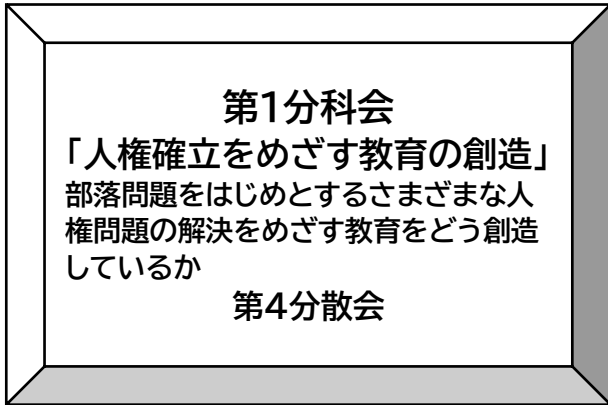 第1分科会
「人権確立をめざす教育の創造」
部落問題をはじめとするさまざまな人
権問題の解決をめざす教育をどう創造
しているか
第4分散会